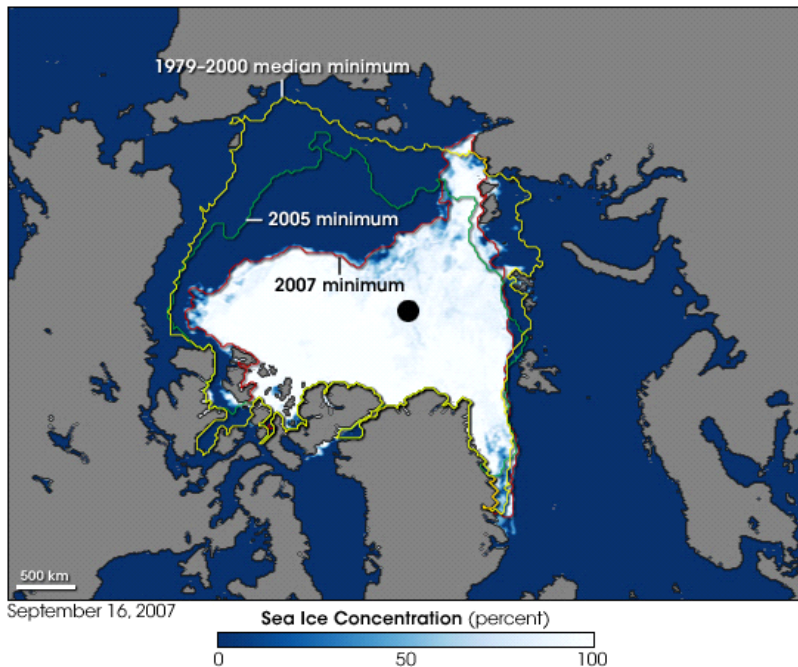 1979–2000 median minimum
2005 minimum
2007 minimum
500 km
September 16, 2007
Sea Ice Concentration (percent)
0 50 100